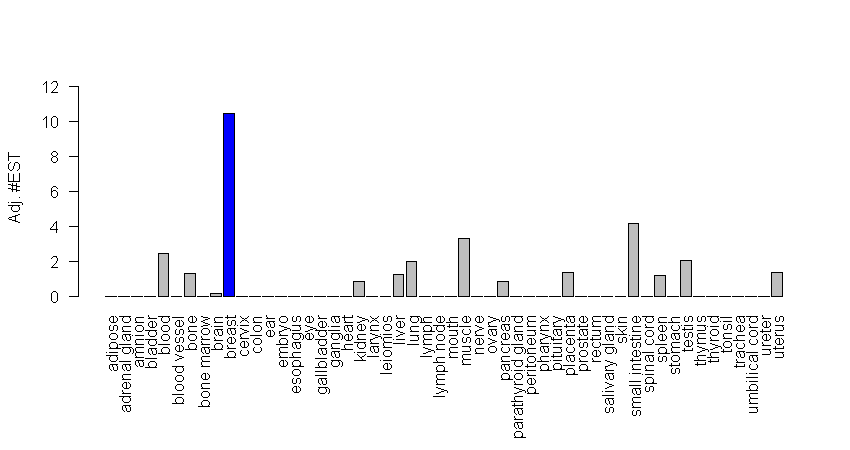 Adj. #EST
12
10
8
6
4
2
0
adipose
adrenal gland
amnion
bladder
blood
blood vessel
bone
bone marrow
brain
breast
cervix
colon
ear
embryo
esophagus
eye
gallbladder
ganglia
heart
kidney
larynx
leiomios
liver
lung
lymph
lymph node
mouth
muscle
nerve
ovary
pancreas
parathyroid gland
peritoneum
pharynx
pituitary
placenta
prostate
rectum
salivary gland
skin
small intestine
spinal cord
spleen
stomach
testis
thymus
thyroid
tonsil
trachea
umbilical cord
ureter
uterus